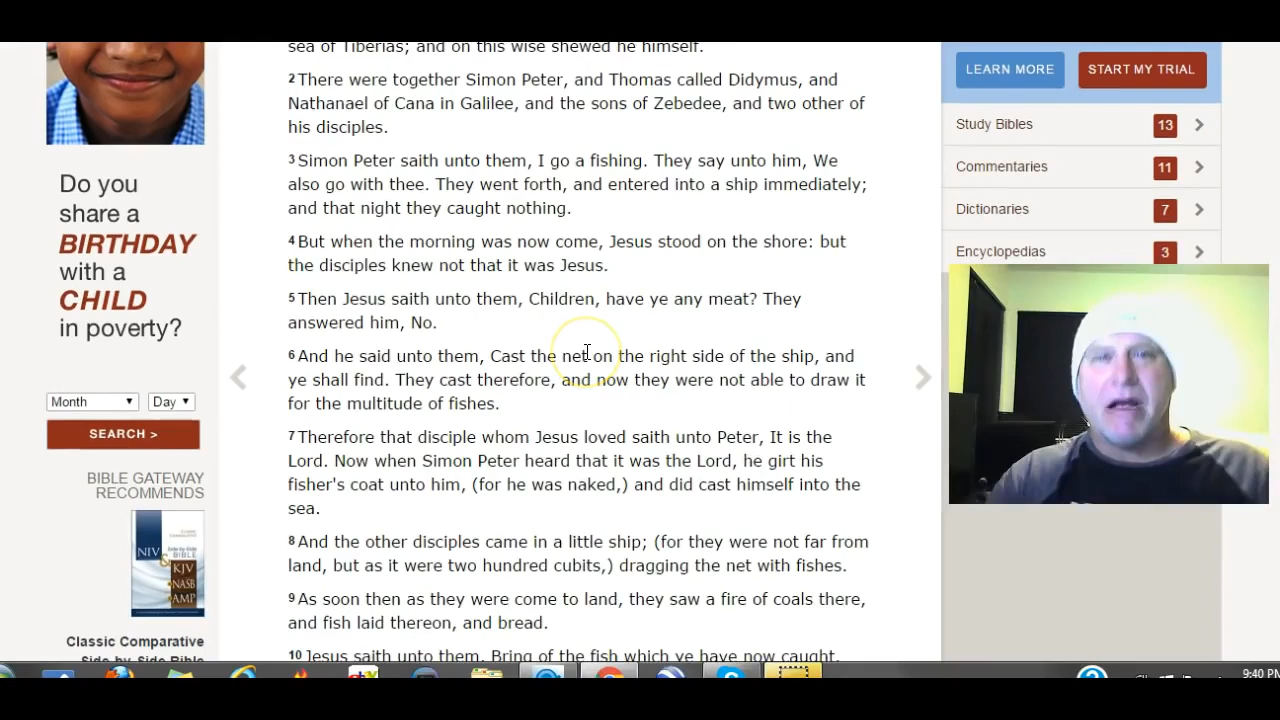 Do you
share a
BIRTHDAY
with a
CHILD
in poverty?
Month
Day
SEARCH >
BIBLE GATEWAY
RECOMMENDS
NIV
KJV
NASB
AMP
Classic Comparative
Side-by-Side Bible
sea of Tiberias; and on this wise shewed he himself.
2 There were together Simon Peter, and Thomas called Didymus, and
Nathanael of Cana in Galilee, and the sons of Zebedee, and two other of
his disciples.
3 Simon Peter saith unto them, I go a fishing. They say unto him, We
also go with thee. They went forth, and entered into a ship immediately;
and that night they caught nothing.
4 But when the morning was now come, Jesus stood on the shore: but
the disciples knew not that it was Jesus.
5 Then Jesus saith unto them, Children, have ye any meat? They
answered him, No.
6 And he said unto them, Cast the net on the right side of the ship, and
ye shall find. They cast therefore, and now they were not able to draw it
for the multitude of fishes.
7 Therefore that disciple whom Jesus loved saith unto Peter, It is the
Lord. Now when Simon Peter heard that it was the Lord, he girt his
fisher's coat unto him, (for he was naked,) and did cast himself into the
sea.
8 And the other disciples came in a little ship; (for they were not far from
land, but as it were two hundred cubits,) dragging the net with fishes.
9 As soon then as they were come to land, they saw a fire of coals there,
and fish laid thereon, and bread.
10 Jesus saith unto them, Bring of the fish which ye have now caught.
LEARN MORE
START MY TRIAL
Study Bibles 13
Commentaries 11
Dictionaries 7
Encyclopedias 3
9:40 PM